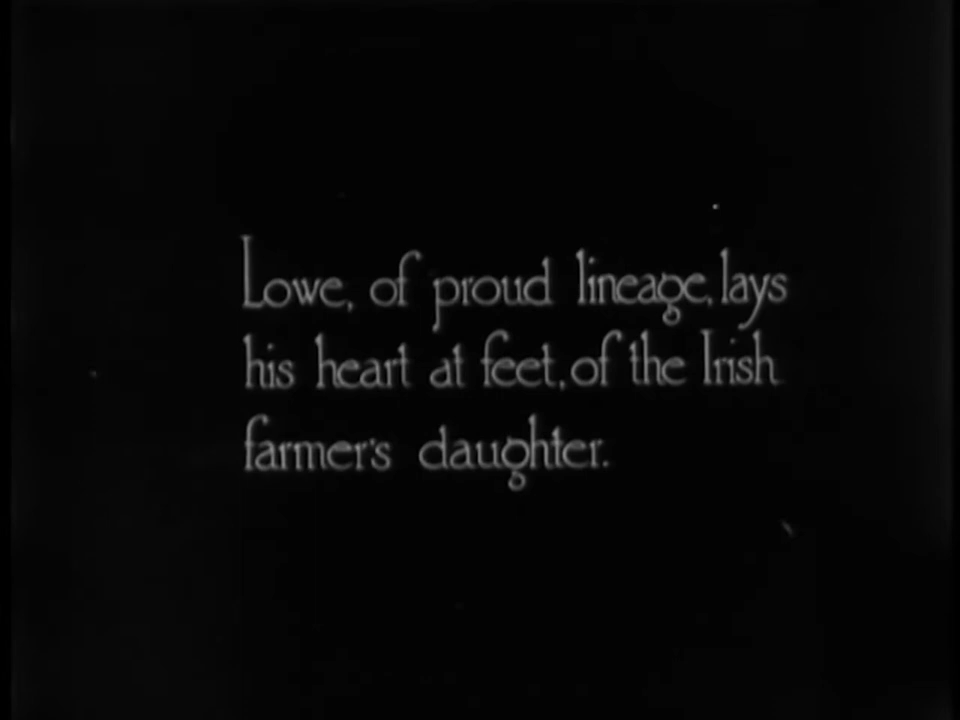 Lowe, of proud lineage, lays
his heart at feet, of the Irish
farmer's daughter.